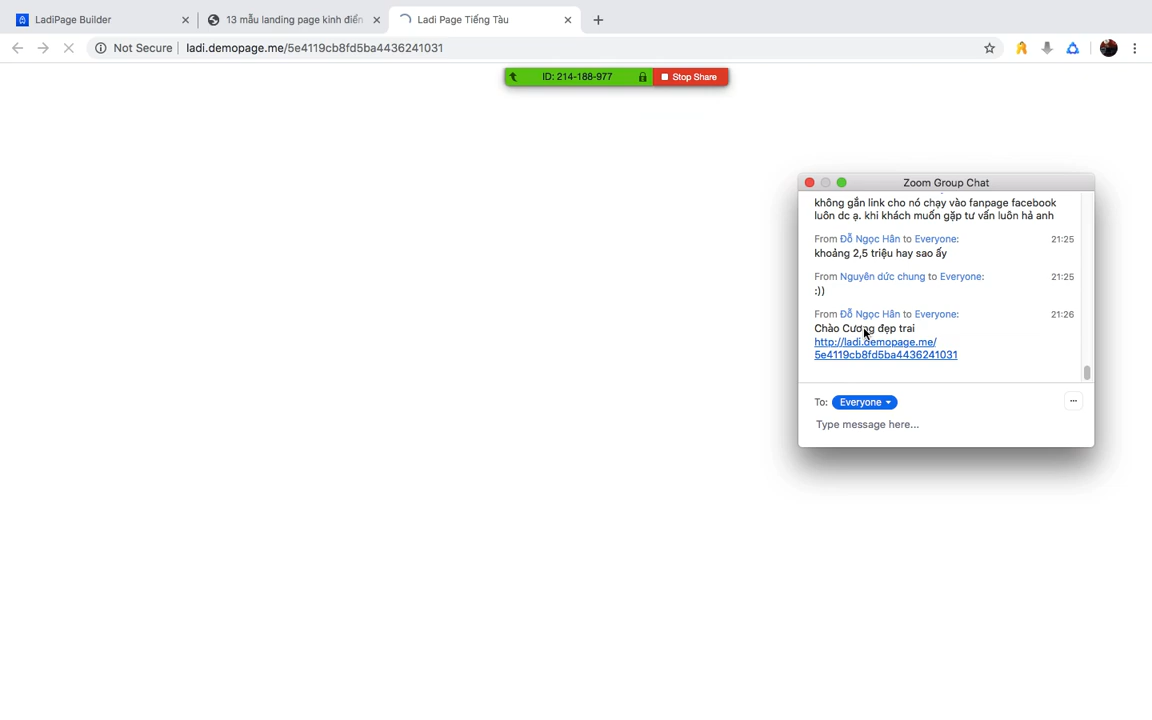 LadiPage Builder
13 mẫu landing page kinh điển
Ladi Page Tiếng Tàu
Not Secure
ladi.demopage.me/5e4119cb8fd5ba4436241031
ID: 214-188-977
Stop Share
Zoom Group Chat
không gắn link cho nó chạy vào fanpage facebook
luôn dc ạ. khi khách muốn gặp tư vấn luôn hả anh
From Đỗ Ngọc Hân to Everyone: 21:25
khoảng 2,5 triệu hay sao ấy
From Nguyên dức chung to Everyone: 21:25
:))
From Đỗ Ngọc Hân to Everyone: 21:26
Chào Cương đẹp trai
http://ladi.demopage.me/
5e4119cb8fd5ba4436241031
To: Everyone
Type message here...